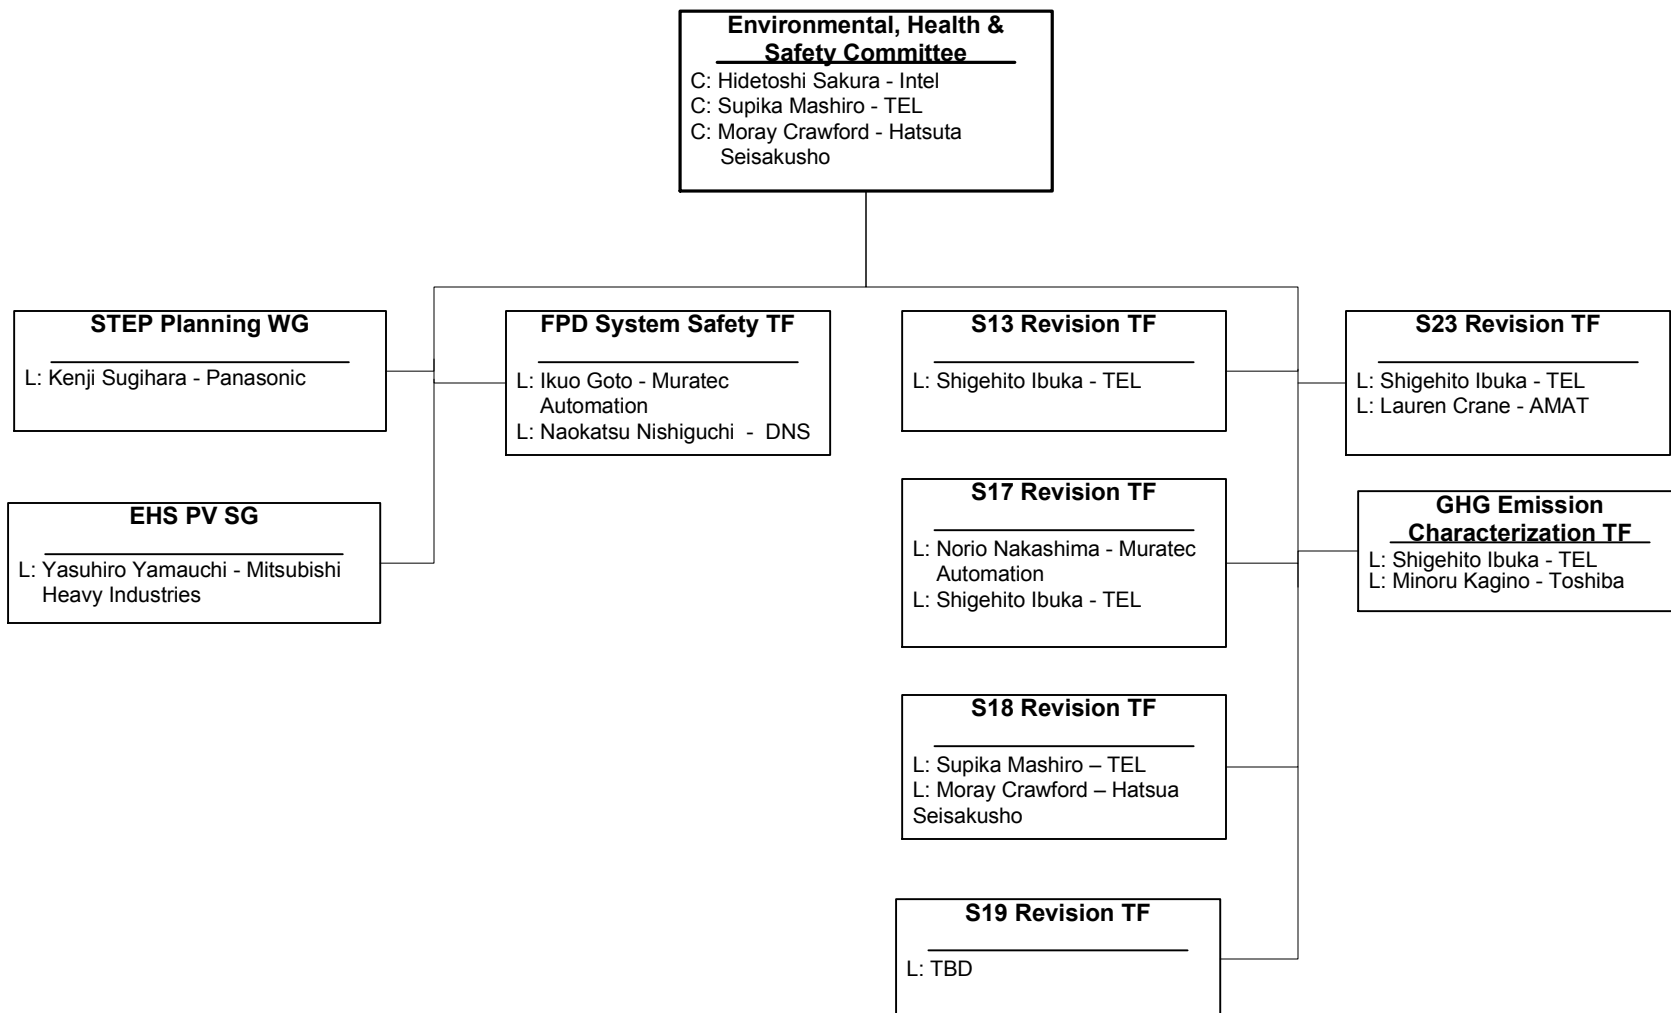 Environmental, Health &
Safety Committee
C: Hidetoshi Sakura - Intel
C: Supika Mashiro - TEL
C: Moray Crawford - Hatsuta
Seisakusho
STEP Planning WG
L: Kenji Sugihara - Panasonic
FPD System Safety TF
L: Ikuo Goto - Muratec
Automation
L: Naokatsu Nishiguchi - DNS
S13 Revision TF
L: Shigehito Ibuka - TEL
S23 Revision TF
L: Shigehito Ibuka - TEL
L: Lauren Crane - AMAT
EHS PV SG
L: Yasuhiro Yamauchi - Mitsubishi
Heavy Industries
S17 Revision TF
L: Norio Nakashima - Muratec
Automation
L: Shigehito Ibuka - TEL
GHG Emission
Characterization TF
L: Shigehito Ibuka - TEL
L: Minoru Kagino - Toshiba
S18 Revision TF
L: Supika Mashiro – TEL
L: Moray Crawford – Hatsua
Seisakusho
S19 Revision TF
L: TBD